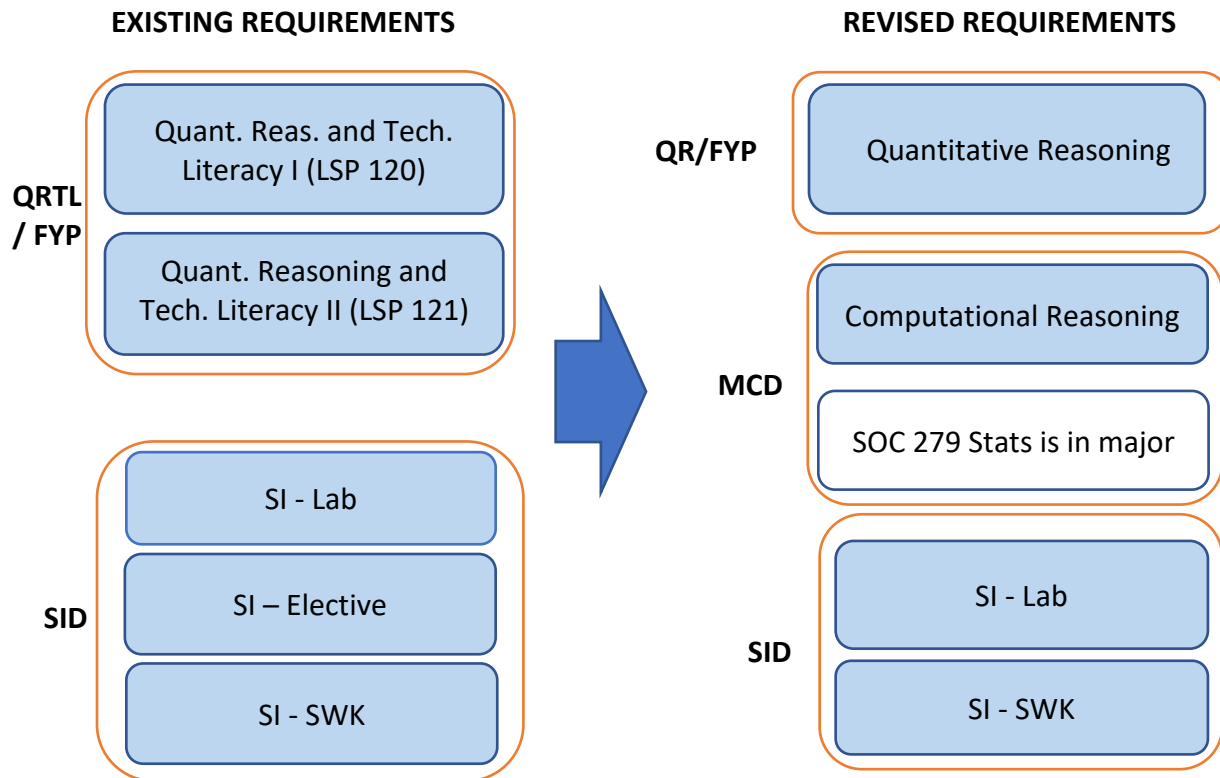 EXISTING REQUIREMENTS
QRTL
/ FYP
Quant. Reas. and Tech.
Literacy I (LSP 120)
Quant. Reasoning and
Tech. Literacy II (LSP 121)
SID
SI - Lab
SI – Elective
SI - SWK
REVISED REQUIREMENTS
QR/FYP
Quantitative Reasoning
MCD
Computational Reasoning
SOC 279 Stats is in major
SID
SI - Lab
SI - SWK